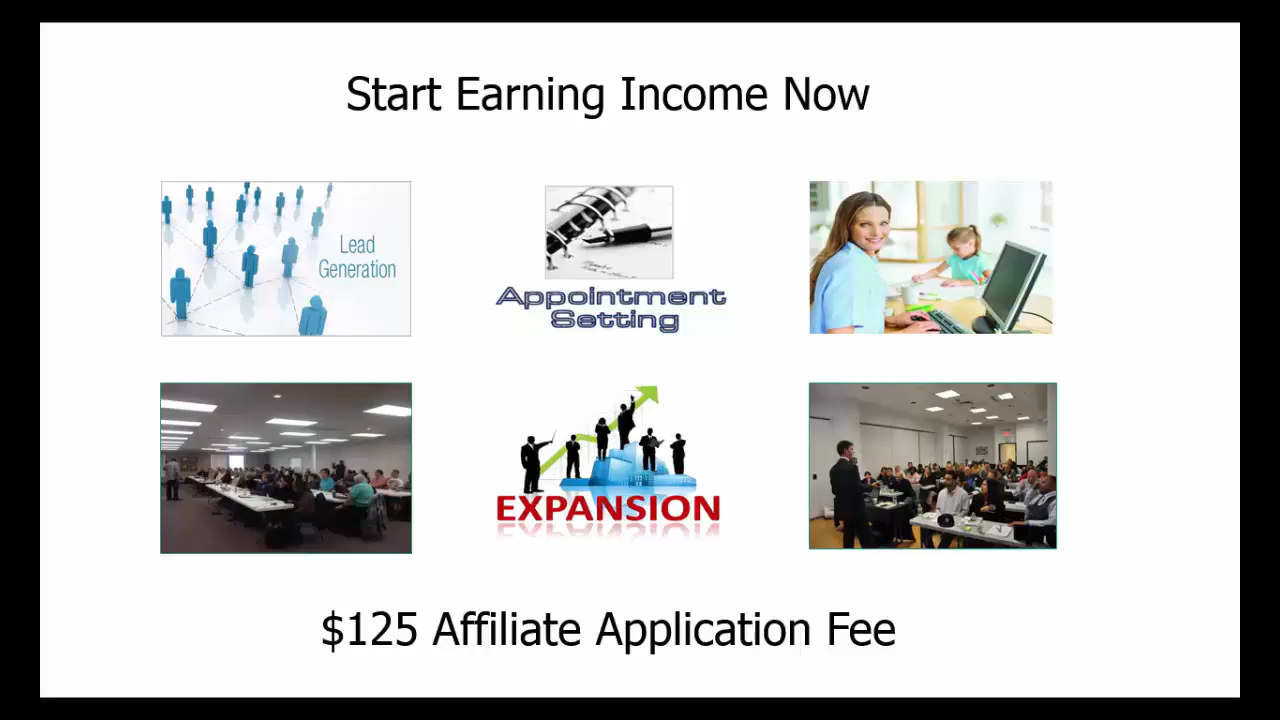 Start Earning Income Now
Lead
Generation
Appointment
Setting
EXPANSION
$125 Affiliate Application Fee